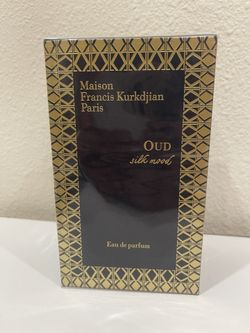 Maison
Francis Kurkdjian
Paris
OUD
silk mood
Eau de parfum